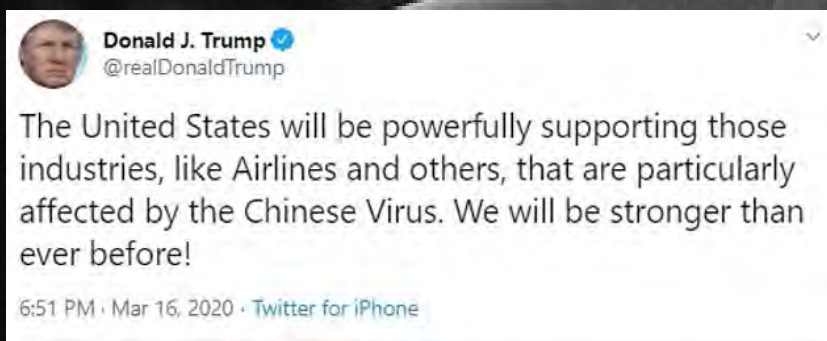 Donald J. Trump
@realDonaldTrump
The United States will be powerfully supporting those
industries, like Airlines and others, that are particularly
affected by the Chinese Virus. We will be stronger than
ever before!
6:51 PM · Mar 16, 2020 · Twitter for iPhone